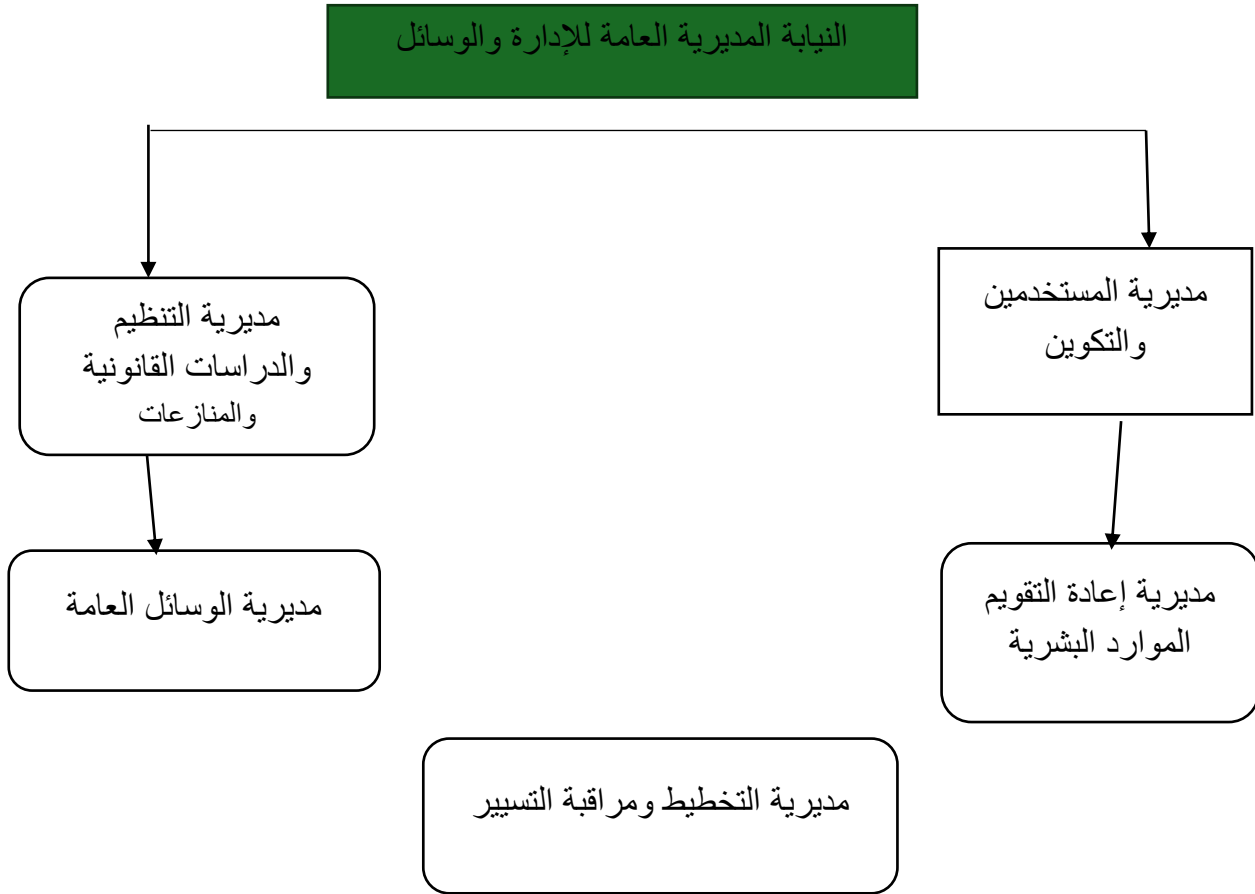 النيابة المديرية العامة للإدارة والوسائل
مديرية المستخدمين
والتكوين
مديرية التنظيم
والدراسات القانونية
والمنازعات
مديرية إعادة التقويم
الموارد البشرية
مديرية الوسائل العامة
مديرية التخطيط ومراقبة التسيير